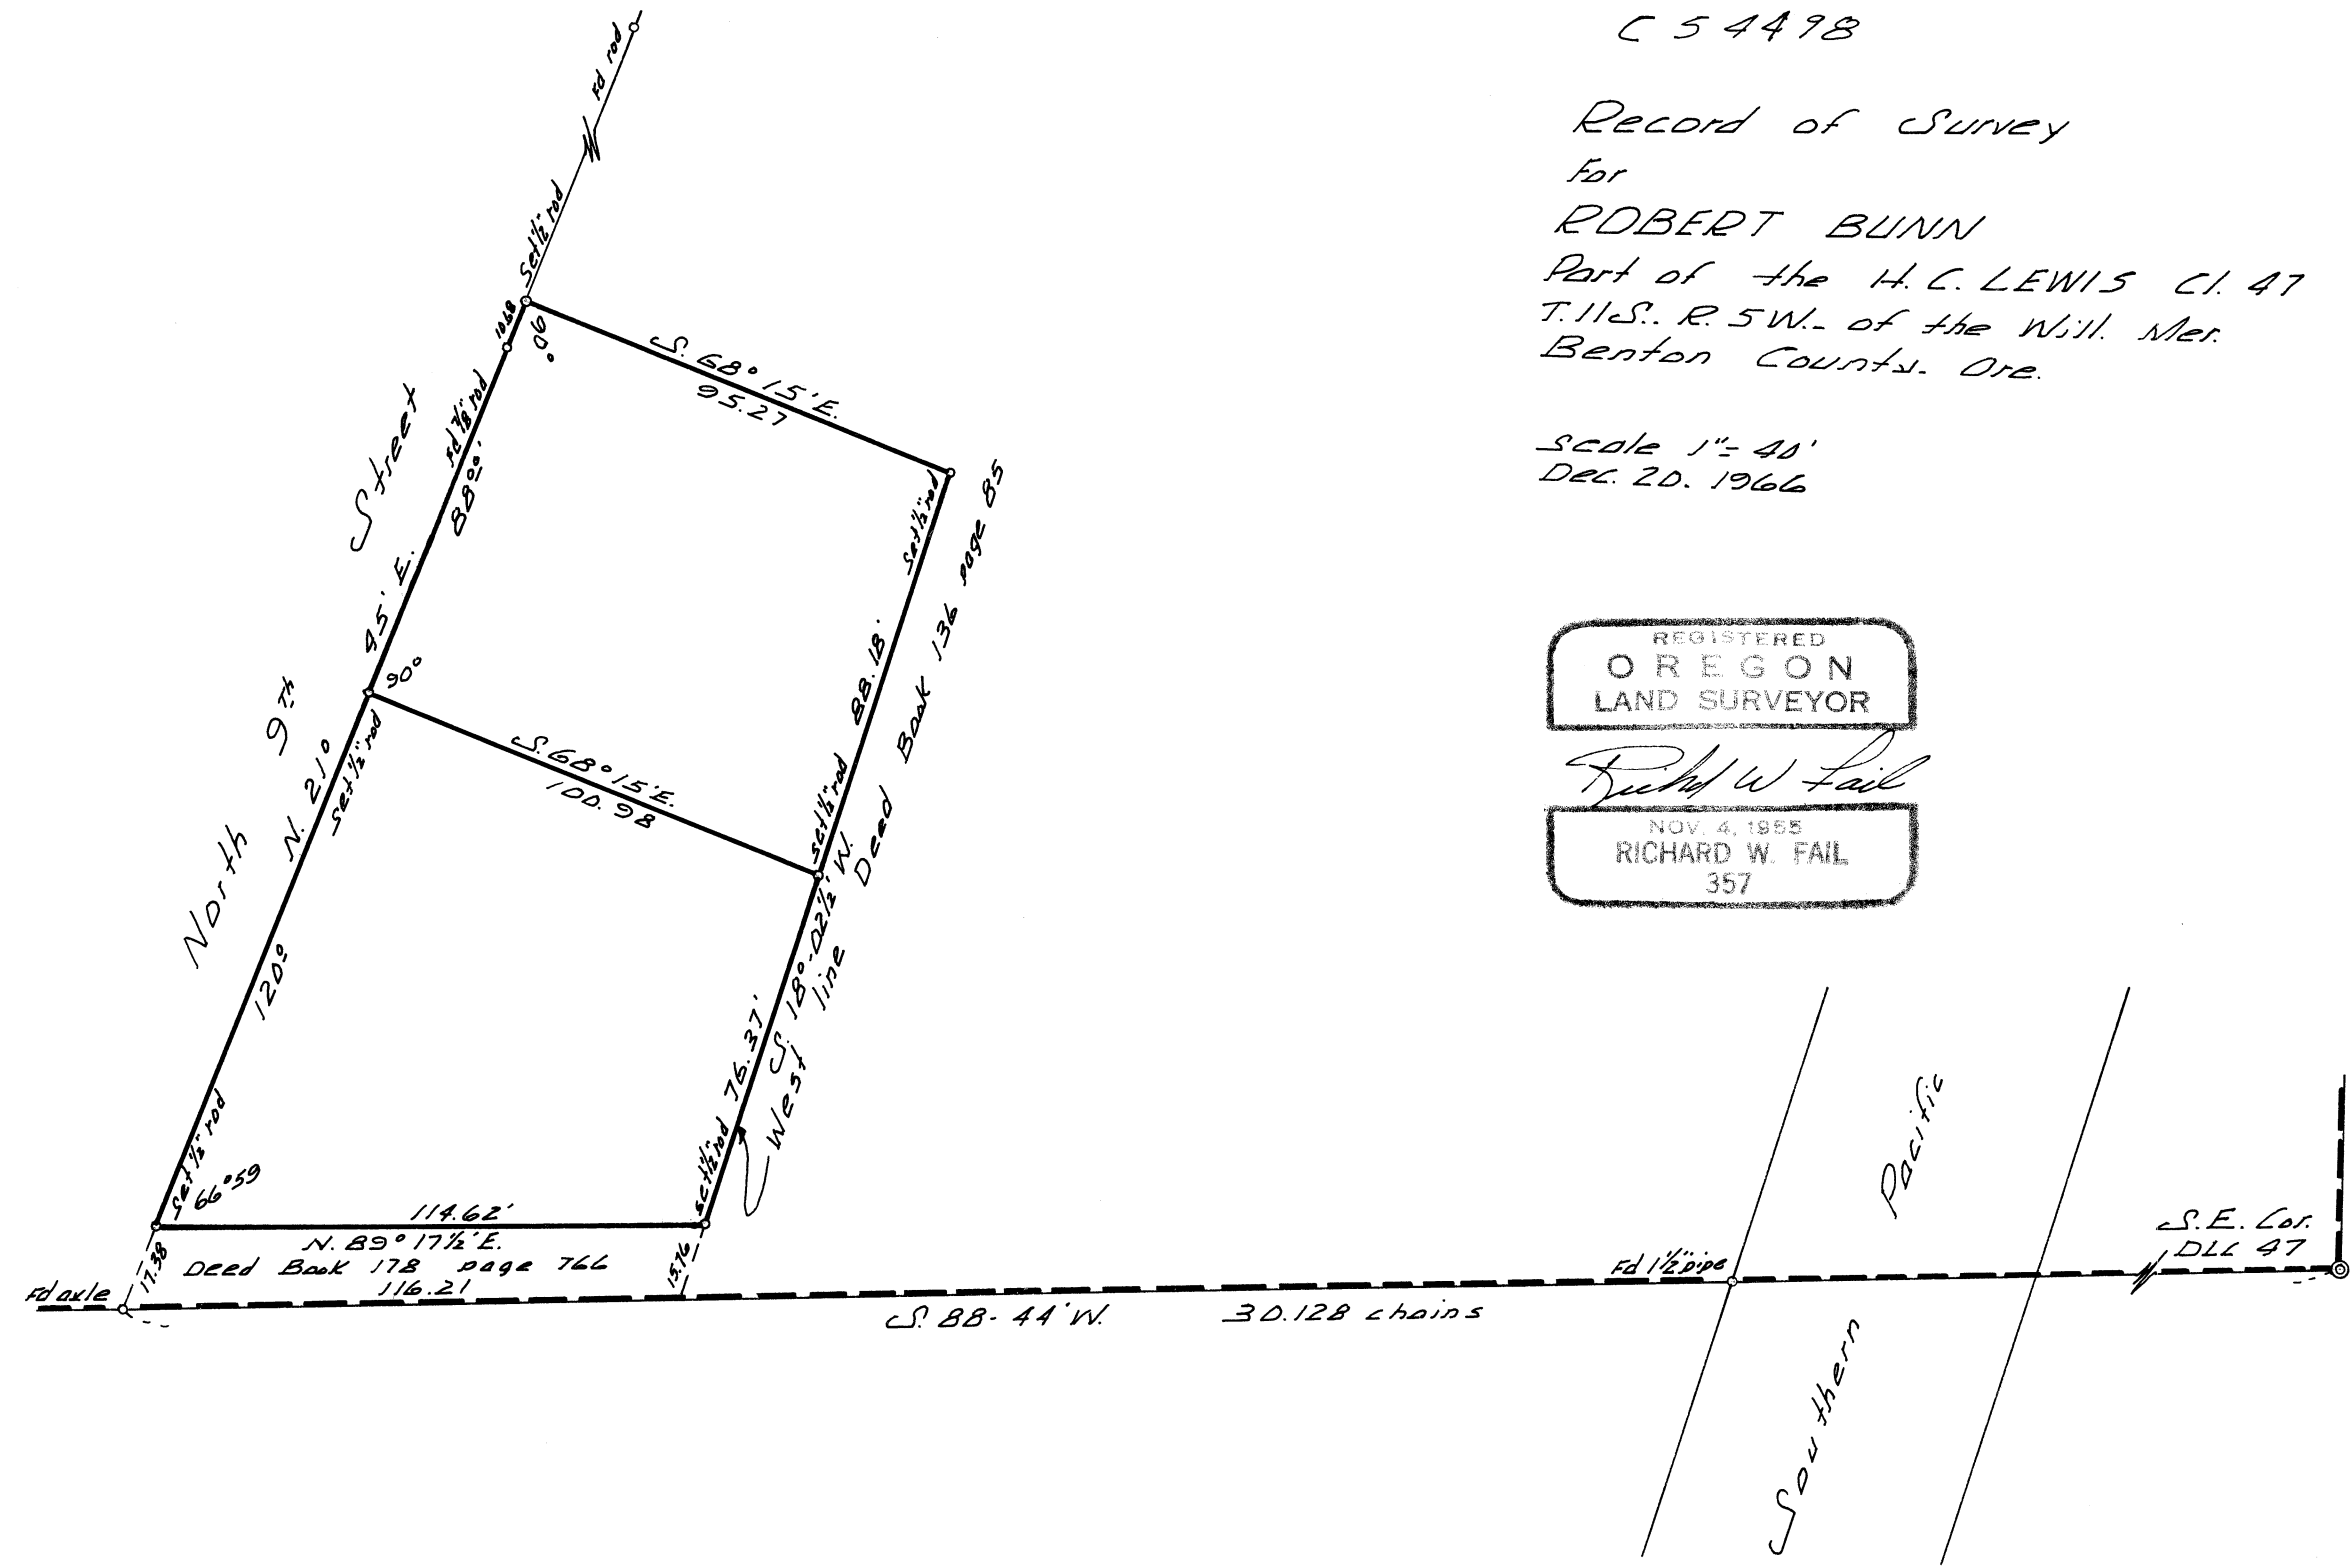 C S 4498
Record of Survey
For
ROBERT BUNN
Part of the H. C. LEWIS Cl. 47
T. 11 S.. R. 5 W.. of the Will. Mer.
Benton County. Ore.
Scale 1" = 40'
Dec. 20. 1966
REGISTERED
OREGON
LAND SURVEYOR
Richd W Fail
NOV. 4, 1955
RICHARD W. FAIL
357
Fd rod
Set 1/2" rod
10.68
90°
S. 68° 15' E.
95.27
Fd 7/8" rod
88.00'
Set 1/2" rod
88.18'
Deed Book 136 page 85
North 9th Street
N. 21° 45' E.
90°
Set 1/2" rod
S. 68° 15' E.
100.98
Set 1/2" rod
S. 18°-02 1/2' W.
West line
120.0
76.37'
Set 1/2" rod
66° 59
Set 1/2" rod
114.62'
N. 89° 17 1/2' E.
Deed Book 178 page 766
116.21
17.38
15.76
Fd axle
S. 88- 44' W. 30.128 chains
Fd 1 1/2" pipe
Southern Pacific
S. E. Cor.
DLC 47